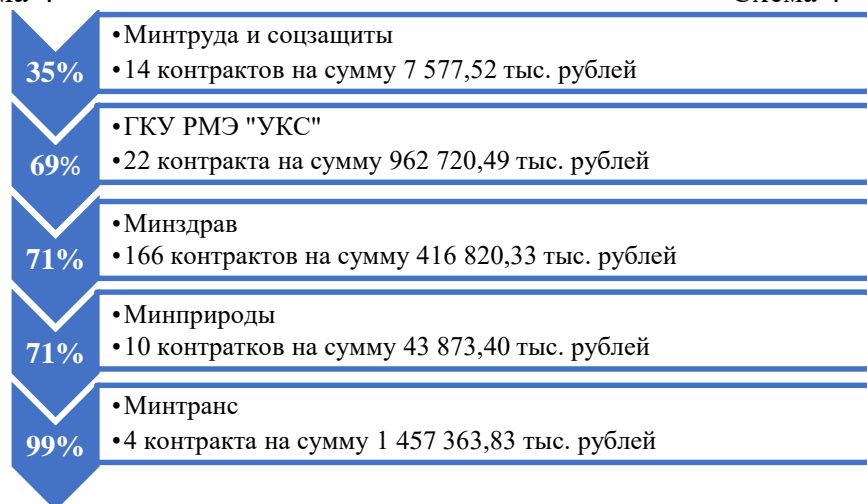 35%
•Минтруда и соцзащиты
•14 контрактов на сумму 7 577,52 тыс. рублей
69%
•ГКУ РМЭ "УКС"
•22 контракта на сумму 962 720,49 тыс. рублей
71%
•Минздрав
•166 контрактов на сумму 416 820,33 тыс. рублей
71%
•Минприроды
•10 контратков на сумму 43 873,40 тыс. рублей
99%
•Минтранс
•4 контракта на сумму 1 457 363,83 тыс. рублей